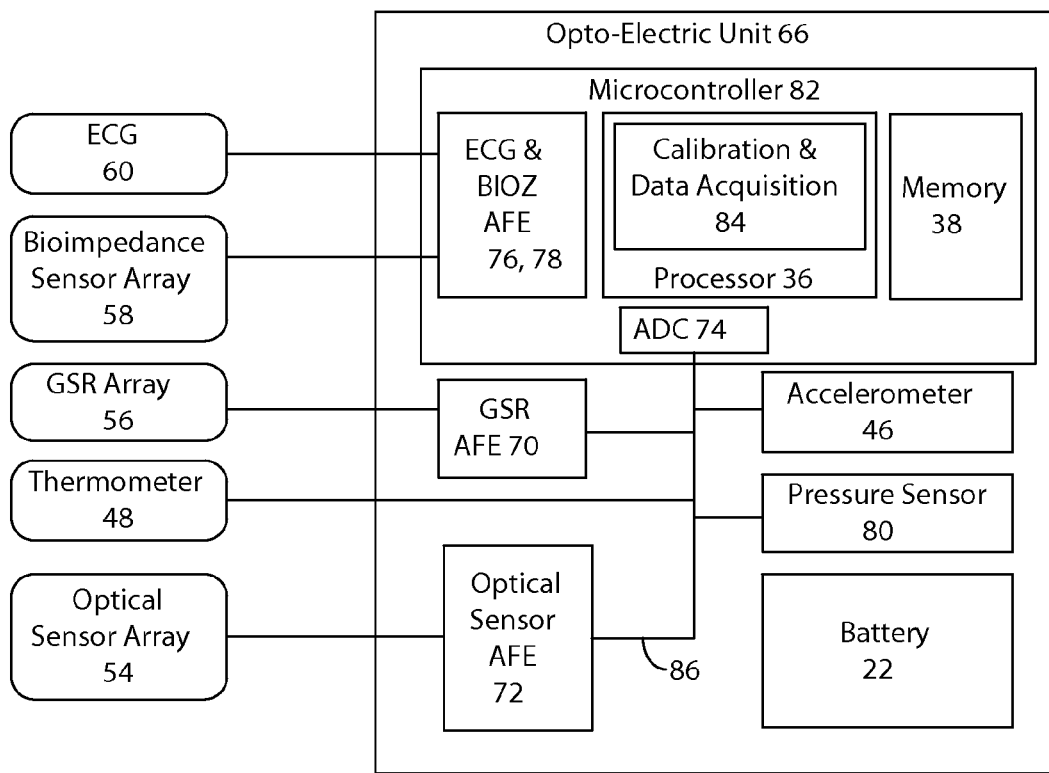 Opto-Electric Unit 66
Microcontroller 82
ECG
60
Bioimpedance
Sensor Array
58
GSR Array
56
Thermometer
48
Optical
Sensor Array
54
ECG &
BIOZ
AFE
76, 78
Calibration &
Data Acquisition
84
Processor 36
Memory
38
ADC 74
GSR
AFE 70
Accelerometer
46
Pressure Sensor
80
Optical
Sensor
AFE
72
86
Battery
22